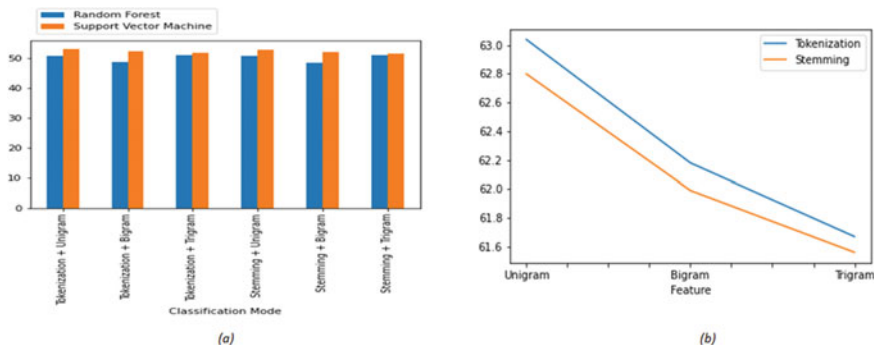 Random Forest
Support Vector Machine
50
40
30
20
10
0
Tokenization + Unigram
Tokenization + Bigram
Tokenization + Trigram
Stemming + Unigram
Stemming + Bigram
Stemming + Trigram
Classification Mode
(a)
63.0
62.8
62.6
62.4
62.2
62.0
61.8
61.6
Tokenization
Stemming
Unigram
Bigram
Trigram
Feature
(b)